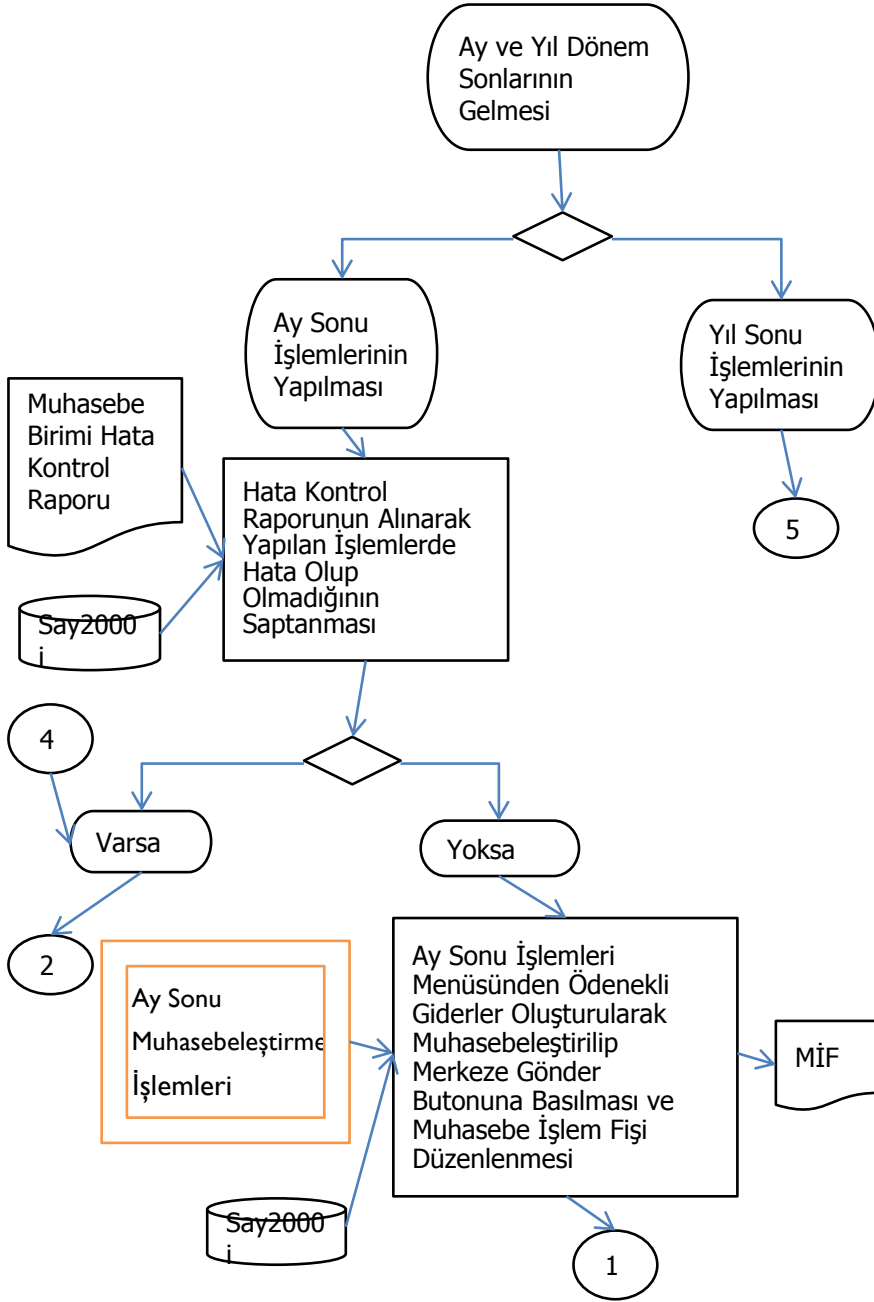 Ay ve Yıl Dönem
Sonlarının
Gelmesi
Ay Sonu
İşlemlerinin
Yapılması
Yıl Sonu
İşlemlerinin
Yapılması
Muhasebe
Birimi Hata
Kontrol
Raporu
Hata Kontrol
Raporunun Alınarak
Yapılan İşlemlerde
Hata Olup
Olmadığının
Saptanması
5
Say2000
i
4
Varsa
Yoksa
2
Ay Sonu
Muhasebeleştirme
İşlemleri
Ay Sonu İşlemleri
Menüsünden Ödenekli
Giderler Oluşturularak
Muhasebeleştirilip
Merkeze Gönder
Butonuna Basılması ve
Muhasebe İşlem Fişi
Düzenlenmesi
MİF
Say2000
i
1